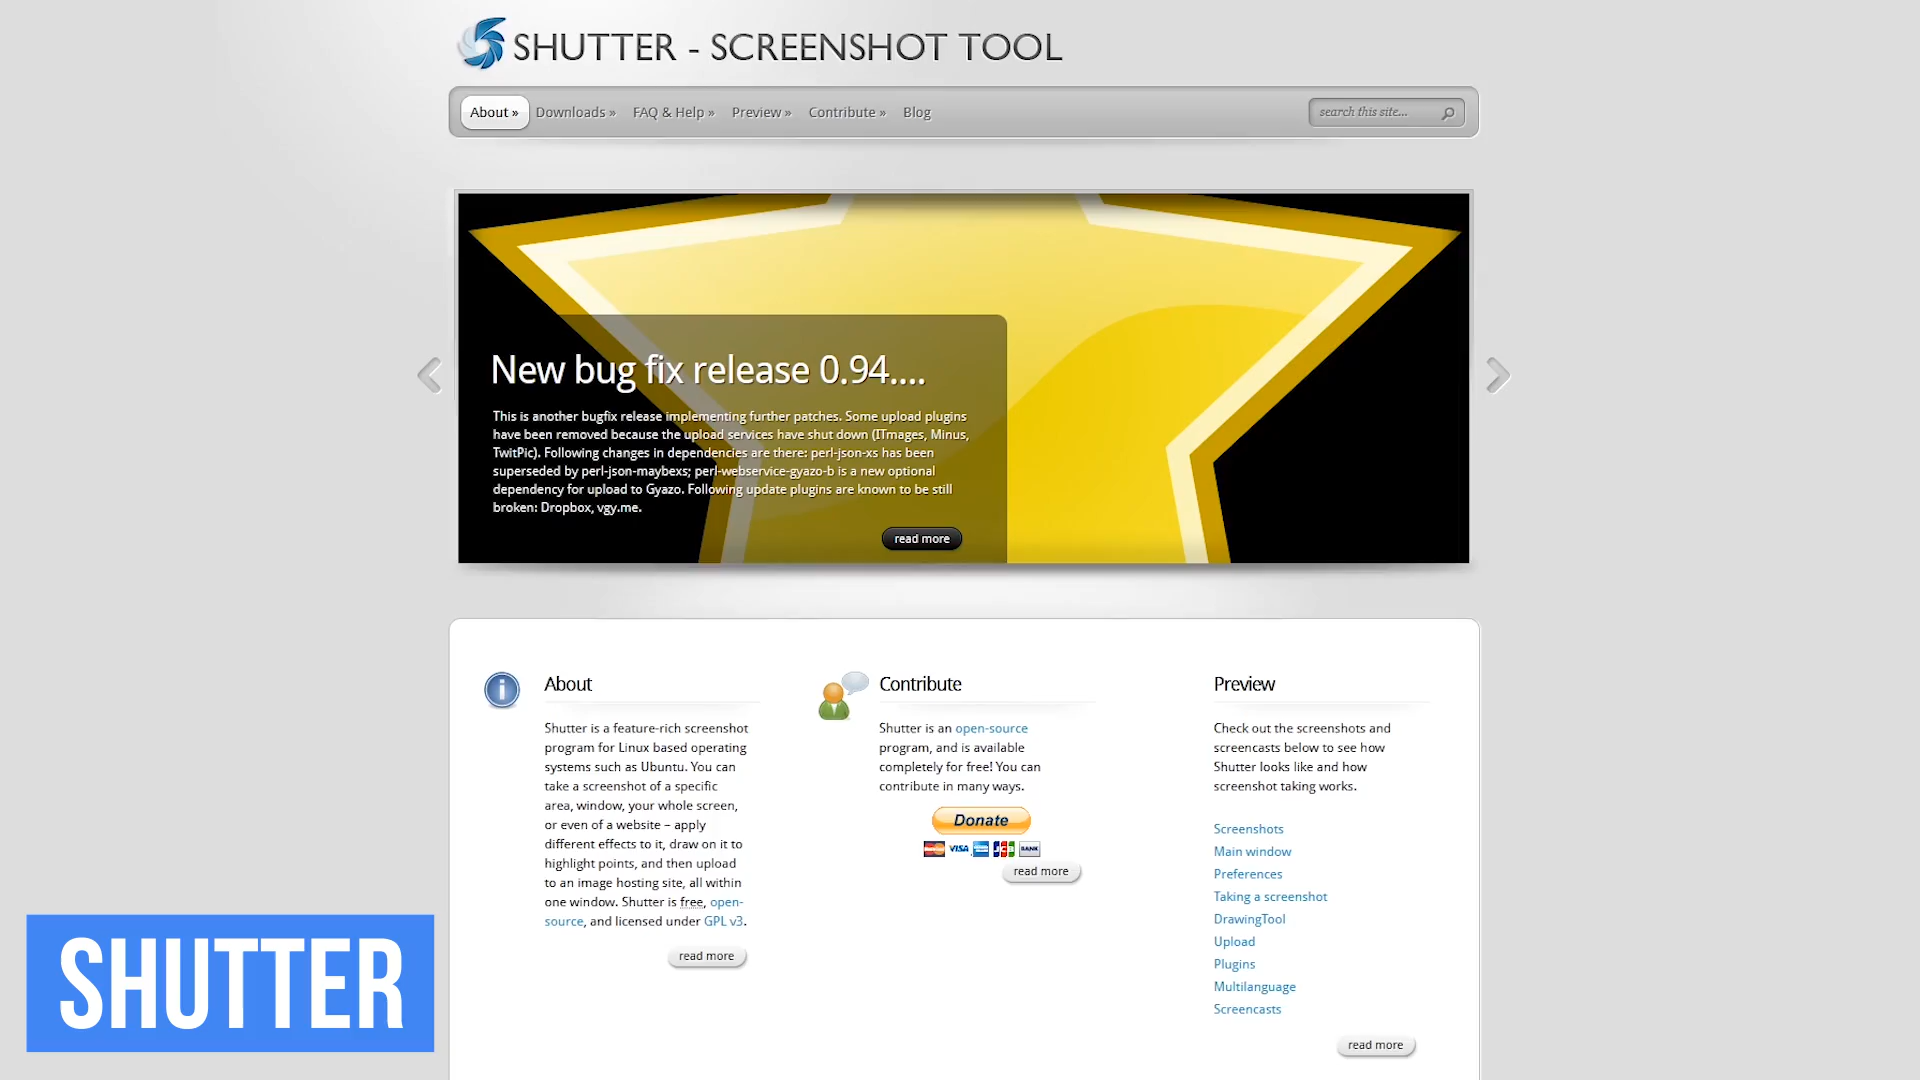 SHUTTER - SCREENSHOT TOOL
About »
Downloads »
FAQ & Help »
Preview »
Contribute »
Blog
search this site...
New bug fix release 0.94....
This is another bugfix release implementing further patches. Some upload plugins
have been removed because the upload services have shut down (ITmages, Minus,
TwitPic). Following changes in dependencies are there: perl-json-xs has been
superseded by perl-json-maybexs; perl-webservice-gyazo-b is a new optional
dependency for upload to Gyazo. Following update plugins are known to be still
broken: Dropbox, vgy.me.
read more
About
Shutter is a feature-rich screenshot
program for Linux based operating
systems such as Ubuntu. You can
take a screenshot of a specific
area, window, your whole screen,
or even of a website – apply
different effects to it, draw on it to
highlight points, and then upload
to an image hosting site, all within
one window. Shutter is free, open-
source, and licensed under GPL v3.
read more
Contribute
Shutter is an open-source
program, and is available
completely for free! You can
contribute in many ways.
Donate
VISA
JCB
BANK
read more
Preview
Check out the screenshots and
screencasts below to see how
Shutter looks like and how
screenshot taking works.
Screenshots
Main window
Preferences
Taking a screenshot
DrawingTool
Upload
Plugins
Multilanguage
Screencasts
read more
SHUTTER